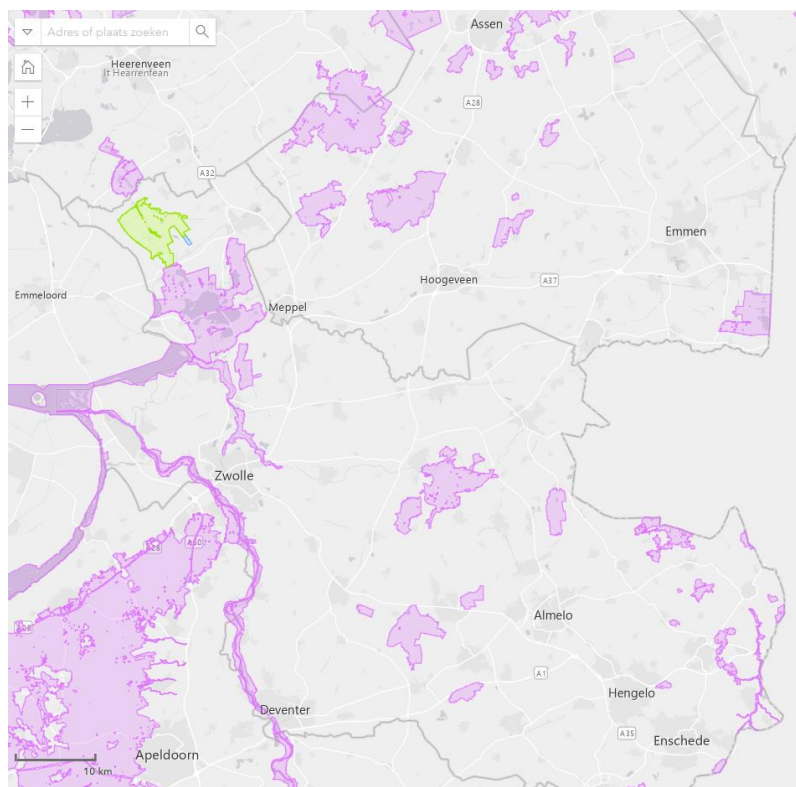 Adres of plaats zoeken
Assen
Heerenveen
It Hearrenfean
A28
A32
Emmen
Hoogeveen
A37
Emmeloord
Meppel
Zwolle
A28
A50
Almelo
A1
Hengelo
Deventer
A35
Enschede
Apeldoorn
10 km